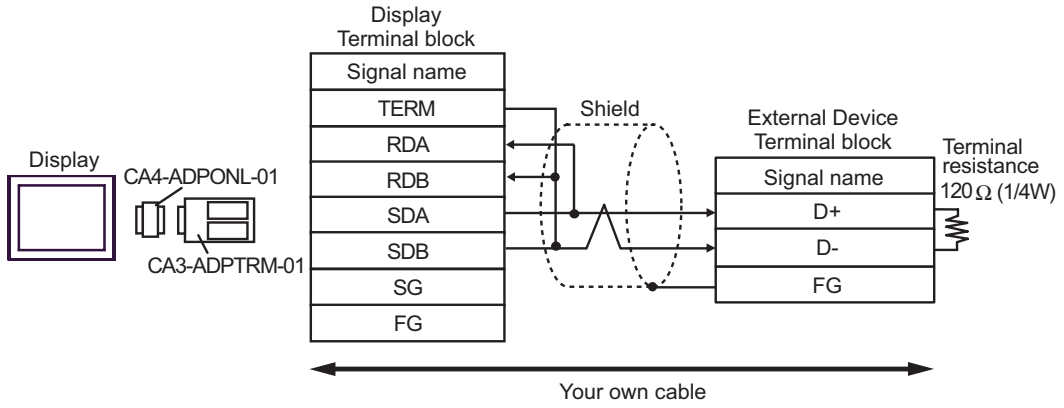 Display
Terminal block
Signal name
TERM
RDA
RDB
SDA
SDB
SG
FG
Shield
External Device
Terminal block
Signal name
D+
D-
FG
Terminal
resistance
120 Ω (1/4W)
Display
CA4-ADPONL-01
CA3-ADPTRM-01
Your own cable